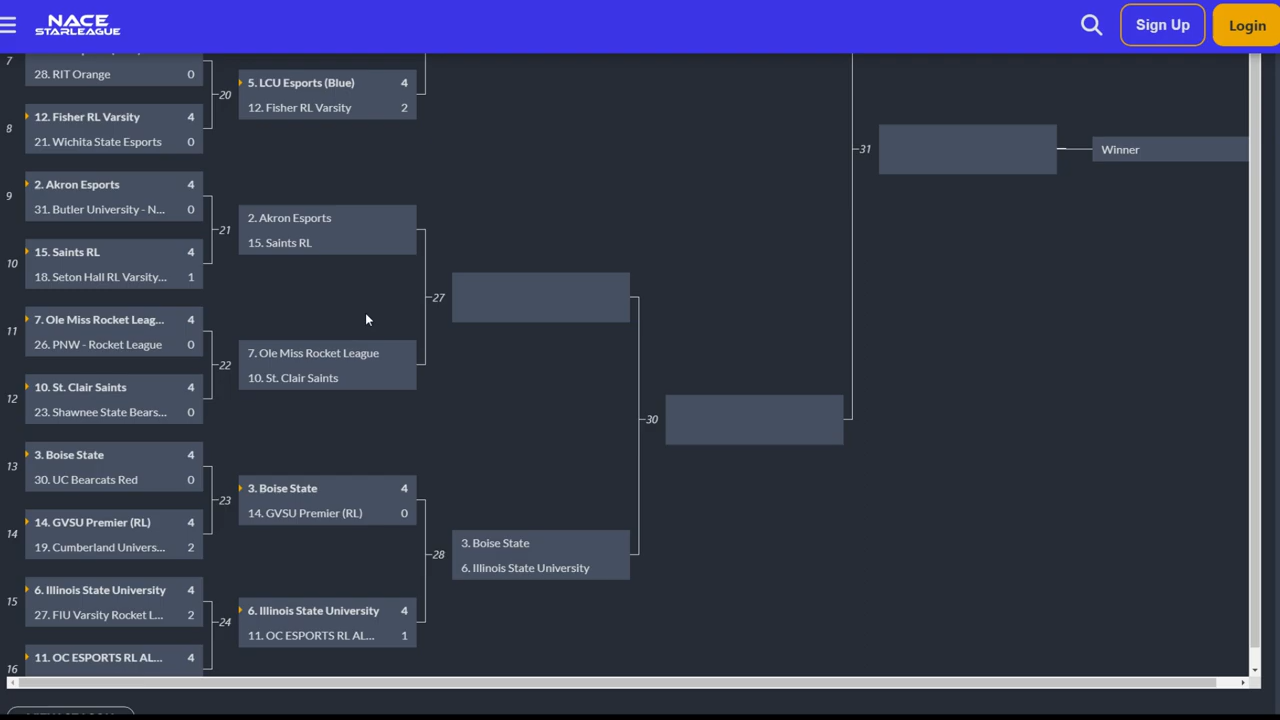 NACE
STARLEAGUE
Sign Up
Login
7
28. RIT Orange 0
8
12. Fisher RL Varsity 4
21. Wichita State Esports 0
9
2. Akron Esports 4
31. Butler University - N... 0
10
15. Saints RL 4
18. Seton Hall RL Varsity... 1
11
7. Ole Miss Rocket Leag... 4
26. PNW - Rocket League 0
12
10. St. Clair Saints 4
23. Shawnee State Bears... 0
13
3. Boise State 4
30. UC Bearcats Red 0
14
14. GVSU Premier (RL) 4
19. Cumberland Univers... 2
15
6. Illinois State University 4
27. FIU Varsity Rocket L... 2
16
11. OC ESPORTS RL AL... 4
20
5. LCU Esports (Blue) 4
12. Fisher RL Varsity 2
21
2. Akron Esports
15. Saints RL
22
7. Ole Miss Rocket League
10. St. Clair Saints
23
3. Boise State 4
14. GVSU Premier (RL) 0
24
6. Illinois State University 4
11. OC ESPORTS RL AL... 1
27
28
3. Boise State
6. Illinois State University
30
31
Winner